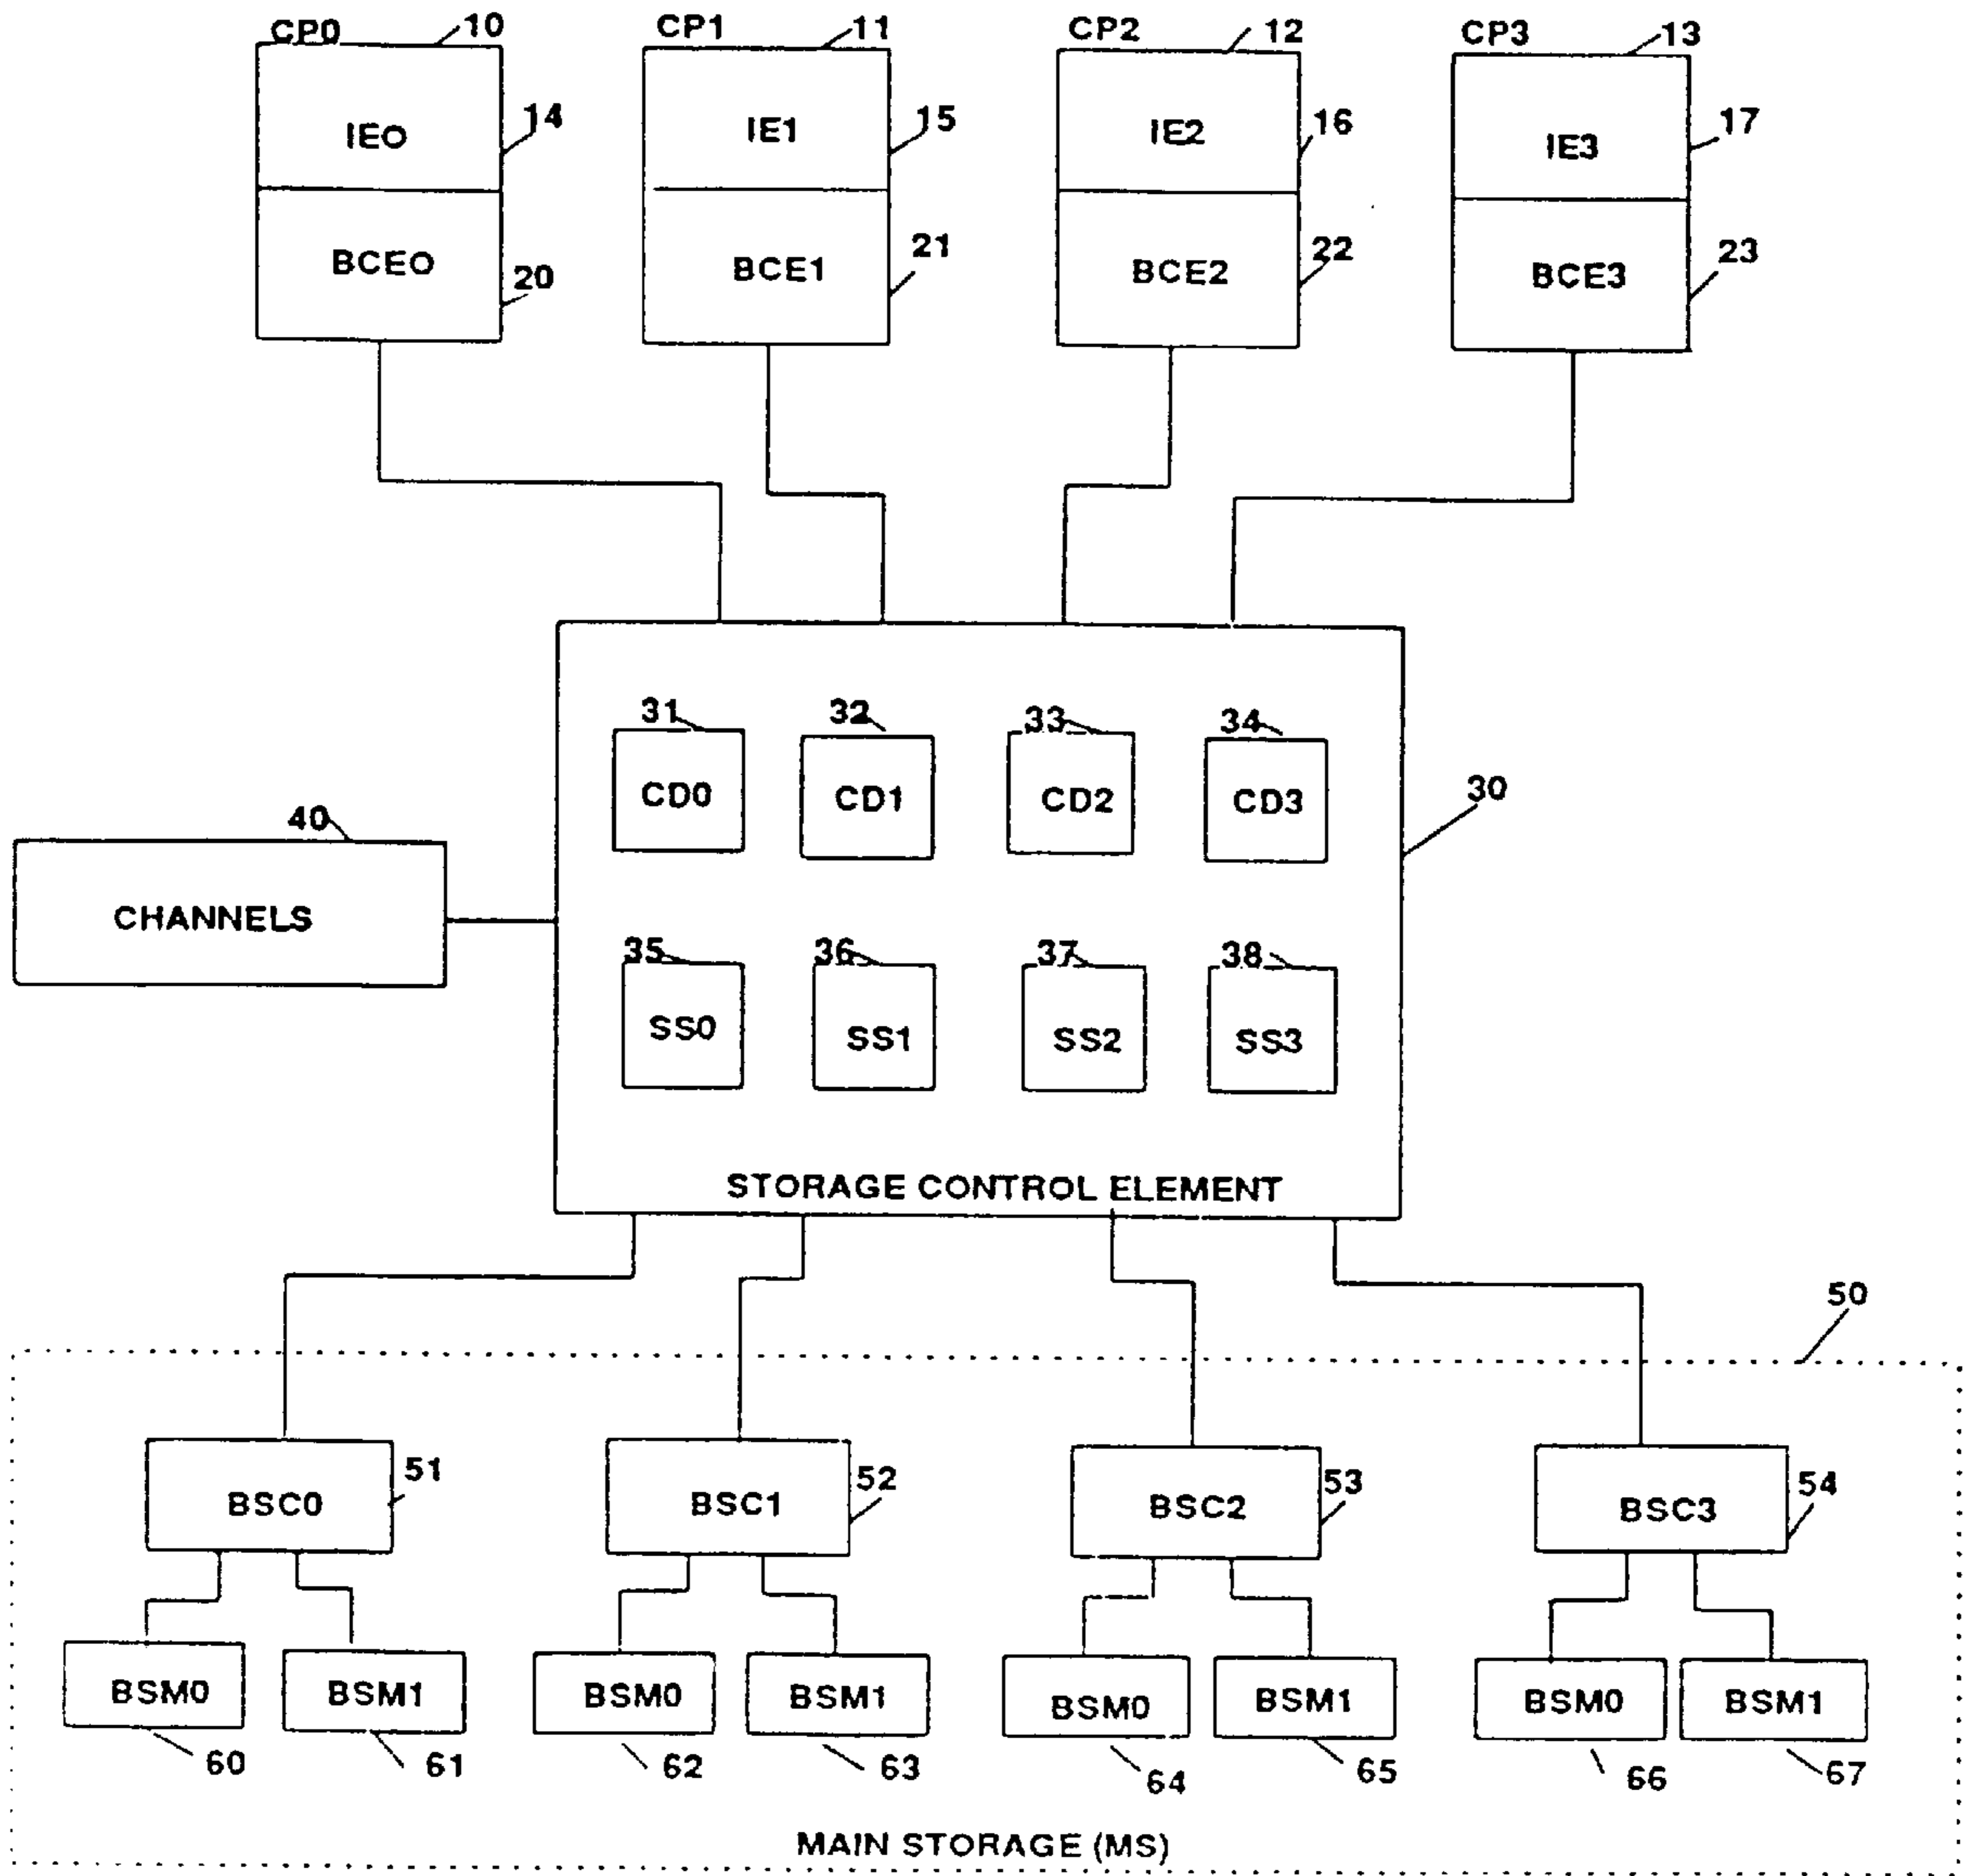 CP0 10 CP1 11 CP2 12 CP3 13
IE0 14 IE1 15 IE2 16 IE3 17
BCE0 20 BCE1 21 BCE2 22 BCE3 23
31 32 33 34
CD0 CD1 CD2 CD3 30
40
CHANNELS
35 36 37 38
SS0 SS1 SS2 SS3
STORAGE CONTROL ELEMENT
50
BSC0 51 BSC1 52 BSC2 53 BSC3 54
BSM0 BSM1 BSM0 BSM1 BSM0 BSM1 BSM0 BSM1
60 61 62 63 64 65 66 67
MAIN STORAGE (MS)